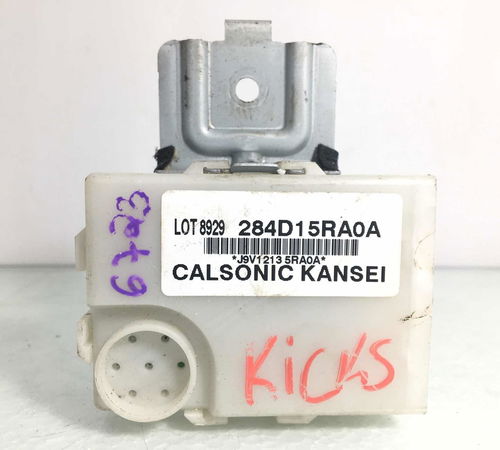 LOT 8929 284D15RA0A
*J9V1213 5RA0A*
CALSONIC KANSEI
6723
KiCKS